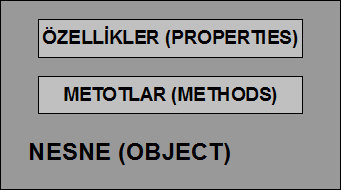 ÖZELLİKLER (PROPERTIES)
METOTLAR (METHODS)
NESNE (OBJECT)